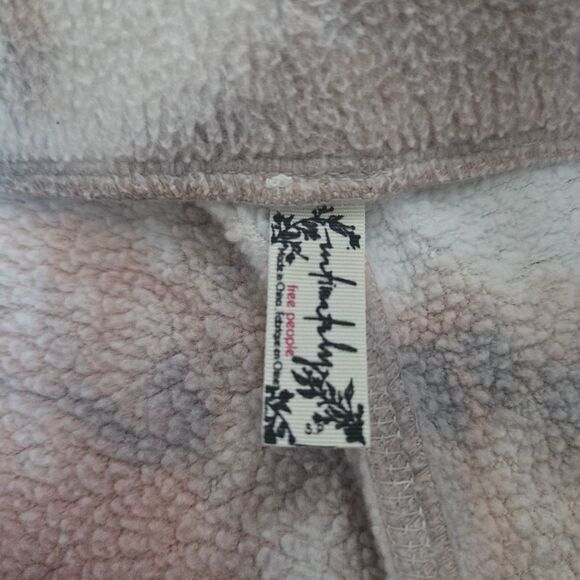 intimately
free people
Made in China Fabriqué en Chine
S